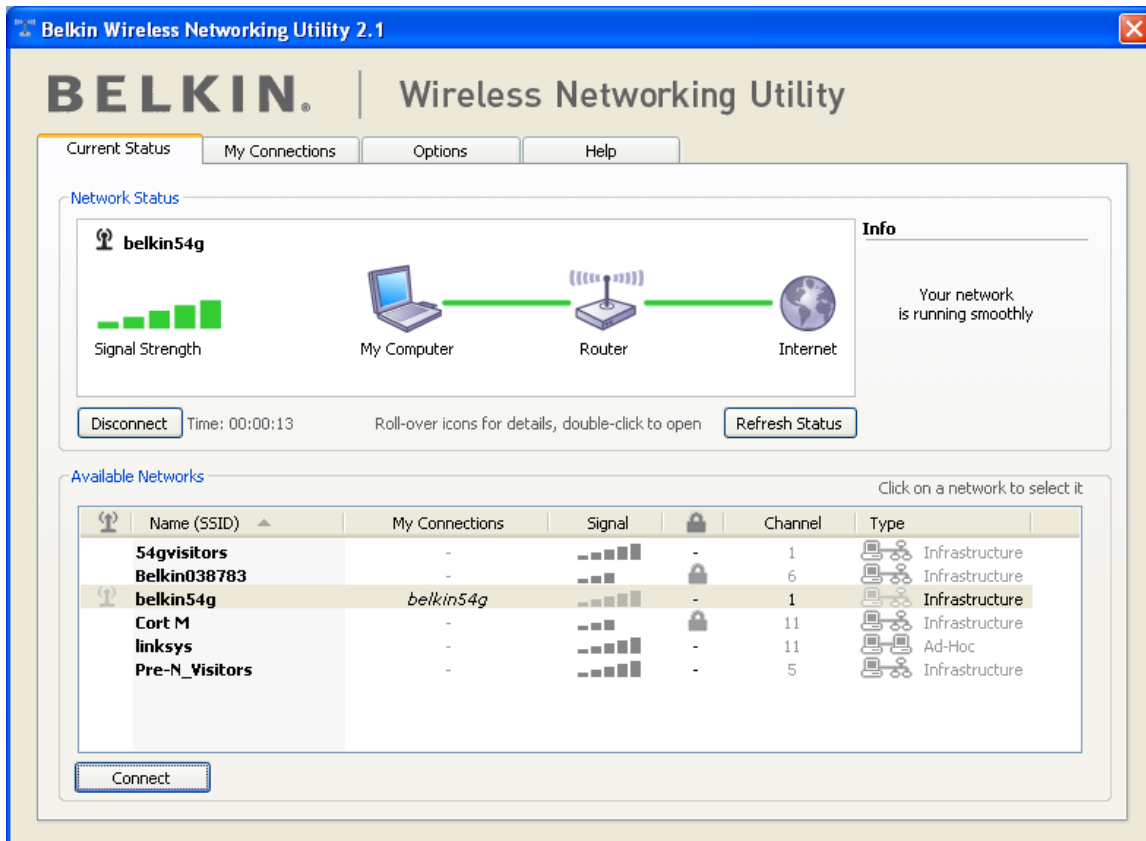 Belkin Wireless Networking Utility 2.1
BELKIN. Wireless Networking Utility
Current Status My Connections Options Help
Network Status
belkin54g
Info
Your network
is running smoothly
Signal Strength My Computer Router Internet
Disconnect Time: 00:00:13 Roll-over icons for details, double-click to open Refresh Status
Available Networks
Click on a network to select it
Name (SSID) My Connections Signal Channel Type
54gvisitors - - 1 Infrastructure
Belkin038783 - 6 Infrastructure
belkin54g belkin54g - 1 Infrastructure
Cort M - 11 Infrastructure
linksys - - 11 Ad-Hoc
Pre-N_Visitors - - 5 Infrastructure
Connect